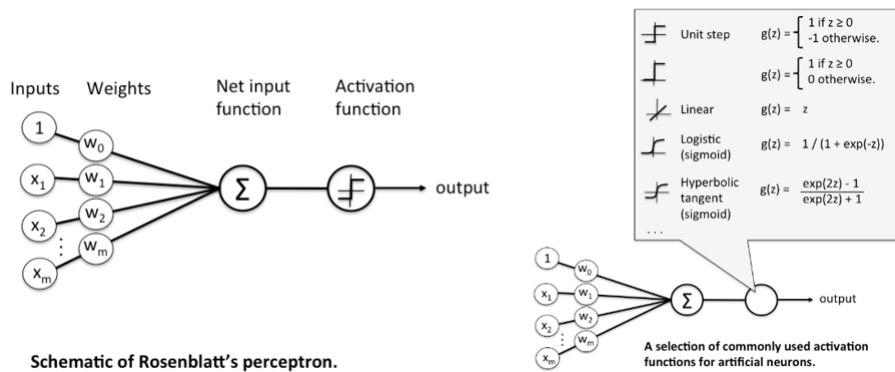 Inputs Weights Net input function Activation function
1
w₀
x₁ w₁
x₂ w₂
⋮ wₘ
xₘ
Σ
output
Schematic of Rosenblatt's perceptron.
Unit step g(z) = { 1 if z ≥ 0
-1 otherwise.
g(z) = { 1 if z ≥ 0
0 otherwise.
Linear g(z) = z
Logistic (sigmoid) g(z) = 1 / (1 + exp(-z))
Hyperbolic tangent (sigmoid) g(z) = exp(2z) - 1
exp(2z) + 1
...
1
w₀
x₁ w₁
x₂ w₂
⋮ wₘ
xₘ
Σ
output
A selection of commonly used activation
functions for artificial neurons.